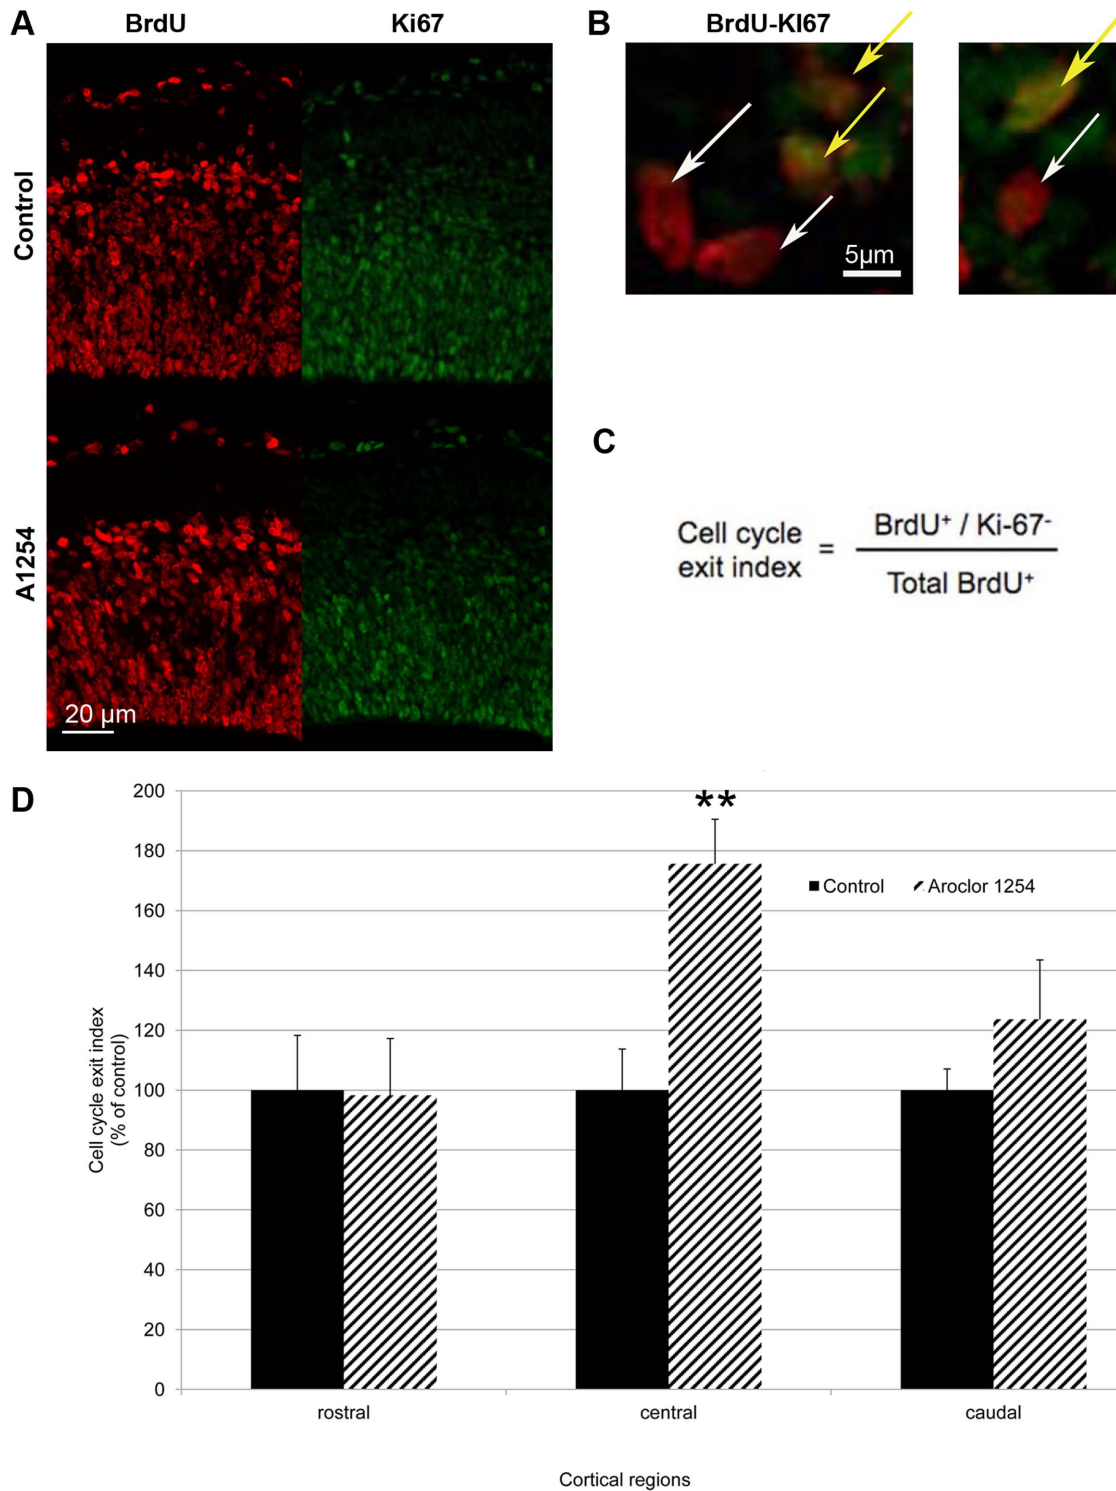 A
BrdU
Ki67
Control
A1254
20 µm
B
BrdU-KI67
5µm
C
Cell cycle
exit index
=
BrdU⁺ / Ki-67⁻
Total BrdU⁺
D
**
Control
Aroclor 1254
200
180
160
140
120
100
80
60
40
20
0
Cell cycle exit index
(% of control)
rostral
central
caudal
Cortical regions